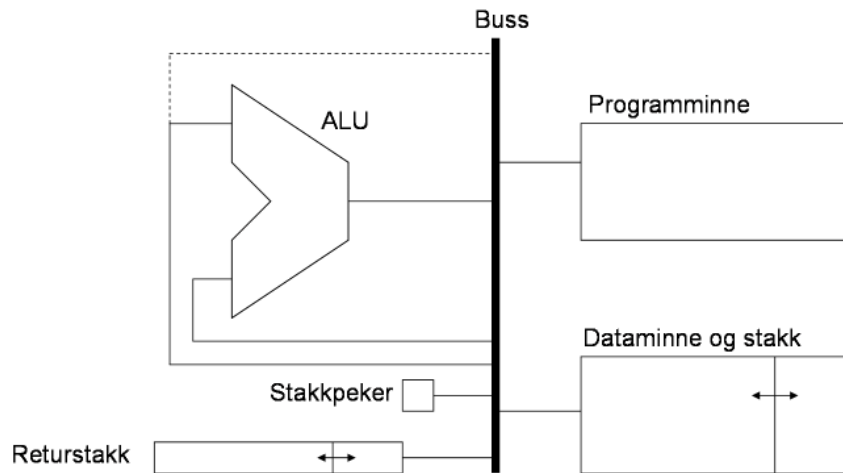 Buss
Programminne
ALU
Dataminne og stakk
Stakkpeker
Returstakk